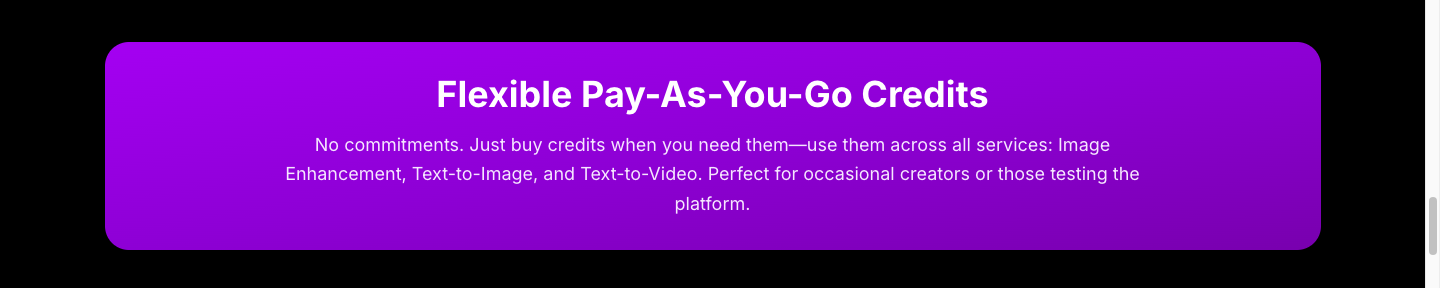 Flexible Pay-As-You-Go Credits
No commitments. Just buy credits when you need them—use them across all services: Image
Enhancement, Text-to-Image, and Text-to-Video. Perfect for occasional creators or those testing the
platform.